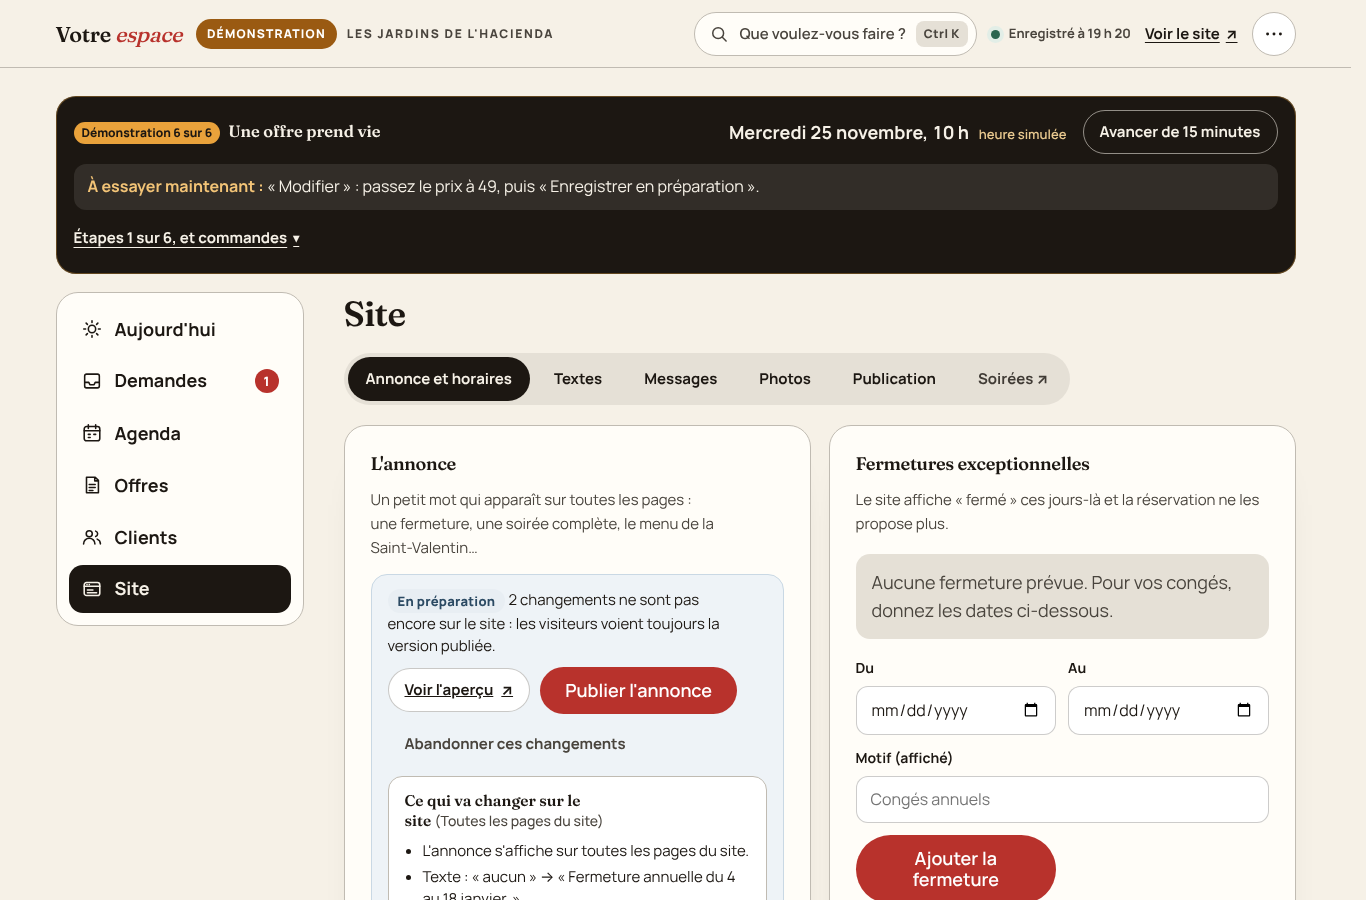 Votre espace
DÉMONSTRATION
LES JARDINS DE L'HACIENDA
Que voulez-vous faire ?
Ctrl K
Enregistré à 19 h 20
Voir le site ↗
Démonstration 6 sur 6
Une offre prend vie
Mercredi 25 novembre, 10 h
heure simulée
Avancer de 15 minutes
À essayer maintenant : « Modifier » : passez le prix à 49, puis « Enregistrer en préparation ».
Étapes 1 sur 6, et commandes ▾
Aujourd'hui
Demandes
1
Agenda
Offres
Clients
Site
Site
Annonce et horaires
Textes
Messages
Photos
Publication
Soirées ↗
L'annonce
Un petit mot qui apparaît sur toutes les pages :
une fermeture, une soirée complète, le menu de la
Saint-Valentin…
En préparation 2 changements ne sont pas
encore sur le site : les visiteurs voient toujours la
version publiée.
Voir l'aperçu ↗
Publier l'annonce
Abandonner ces changements
Ce qui va changer sur le
site (Toutes les pages du site)
• L'annonce s'affiche sur toutes les pages du site.
• Texte : « aucun » → « Fermeture annuelle du 4
au 18 janvier. »
Fermetures exceptionnelles
Le site affiche « fermé » ces jours-là et la réservation ne les
propose plus.
Aucune fermeture prévue. Pour vos congés,
donnez les dates ci-dessous.
Du
Au
mm/dd/yyyy
mm/dd/yyyy
Motif (affiché)
Congés annuels
Ajouter la
fermeture